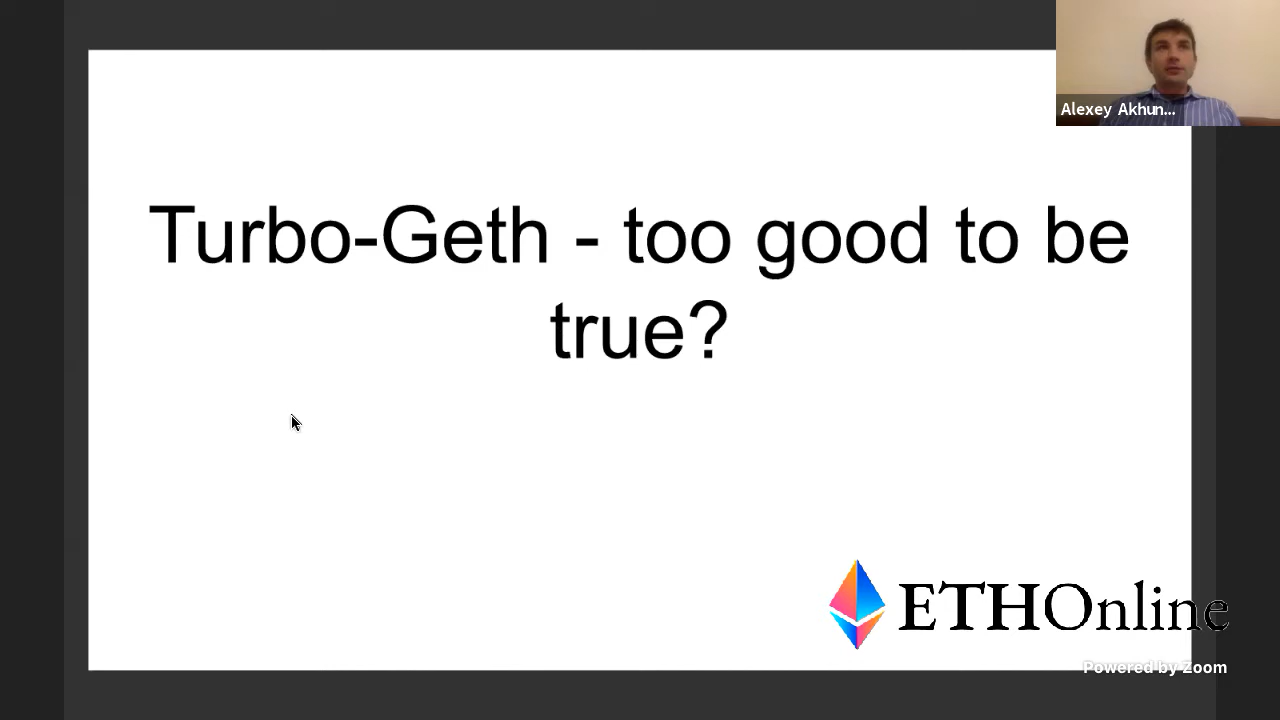 Alexey Akhun...
Turbo-Geth - too good to be
true?
ETHOnline
Powered by Zoom